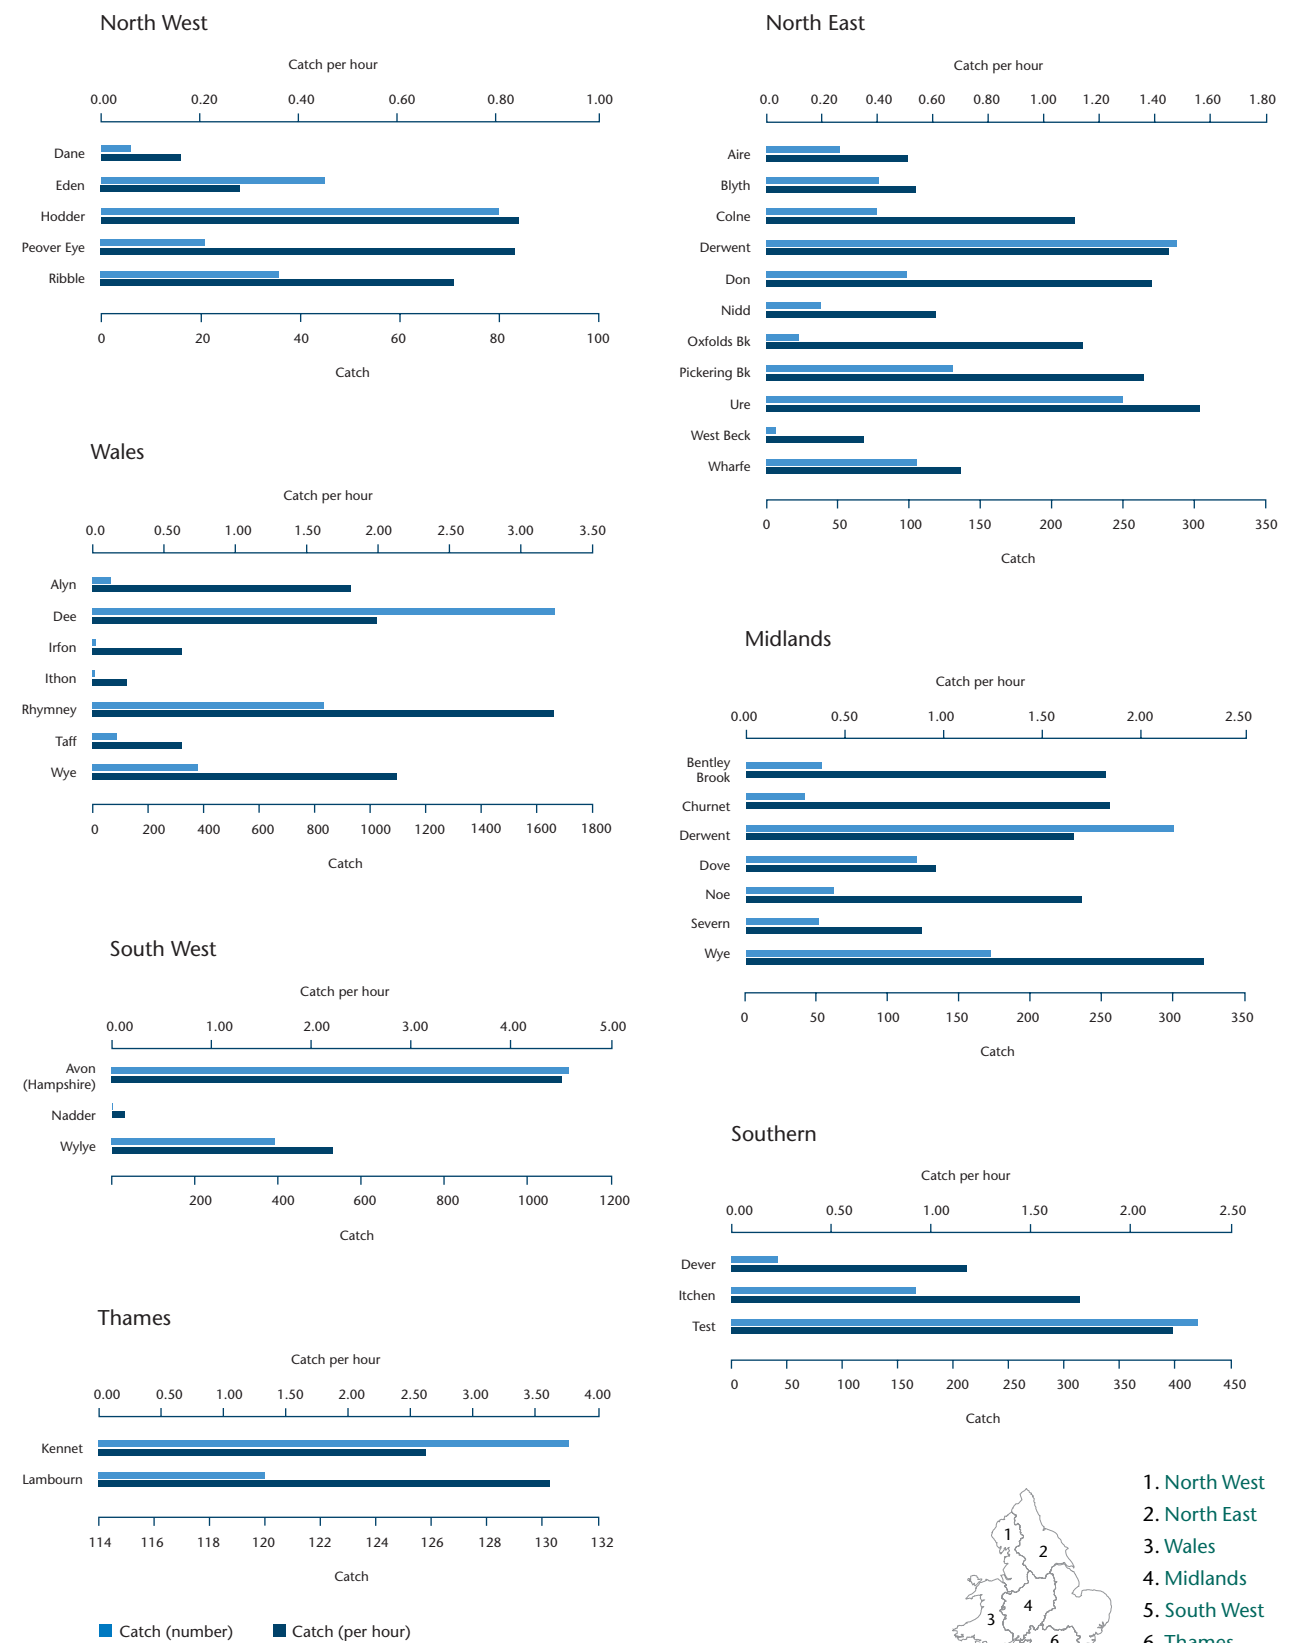 North West
Catch per hour
0.00 0.20 0.40 0.60 0.80 1.00
Dane
Eden
Hodder
Peover Eye
Ribble
0 20 40 60 80 100
Catch
Wales
Catch per hour
0.0 0.50 1.00 1.50 2.00 2.50 3.00 3.50
Alyn
Dee
Irfon
Ithon
Rhymney
Taff
Wye
0 200 400 600 800 1000 1200 1400 1600 1800
Catch
South West
Catch per hour
0.00 1.00 2.00 3.00 4.00 5.00
Avon
(Hampshire)
Nadder
Wylye
200 400 600 800 1000 1200
Catch
Thames
Catch per hour
0.00 0.50 1.00 1.50 2.00 2.50 3.00 3.50 4.00
Kennet
Lambourn
114 116 118 120 122 124 126 128 130 132
Catch
Catch (number) Catch (per hour)
North East
Catch per hour
0.0 0.20 0.40 0.60 0.80 1.00 1.20 1.40 1.60 1.80
Aire
Blyth
Colne
Derwent
Don
Nidd
Oxfolds Bk
Pickering Bk
Ure
West Beck
Wharfe
0 50 100 150 200 250 300 350
Catch
Midlands
Catch per hour
0.00 0.50 1.00 1.50 2.00 2.50
Bentley
Brook
Churnet
Derwent
Dove
Noe
Severn
Wye
0 50 100 150 200 250 300 350
Catch
Southern
Catch per hour
0.00 0.50 1.00 1.50 2.00 2.50
Dever
Itchen
Test
0 50 100 150 200 250 300 350 400 450
Catch
1
2
3
4
6
1. North West
2. North East
3. Wales
4. Midlands
5. South West
6. Thames